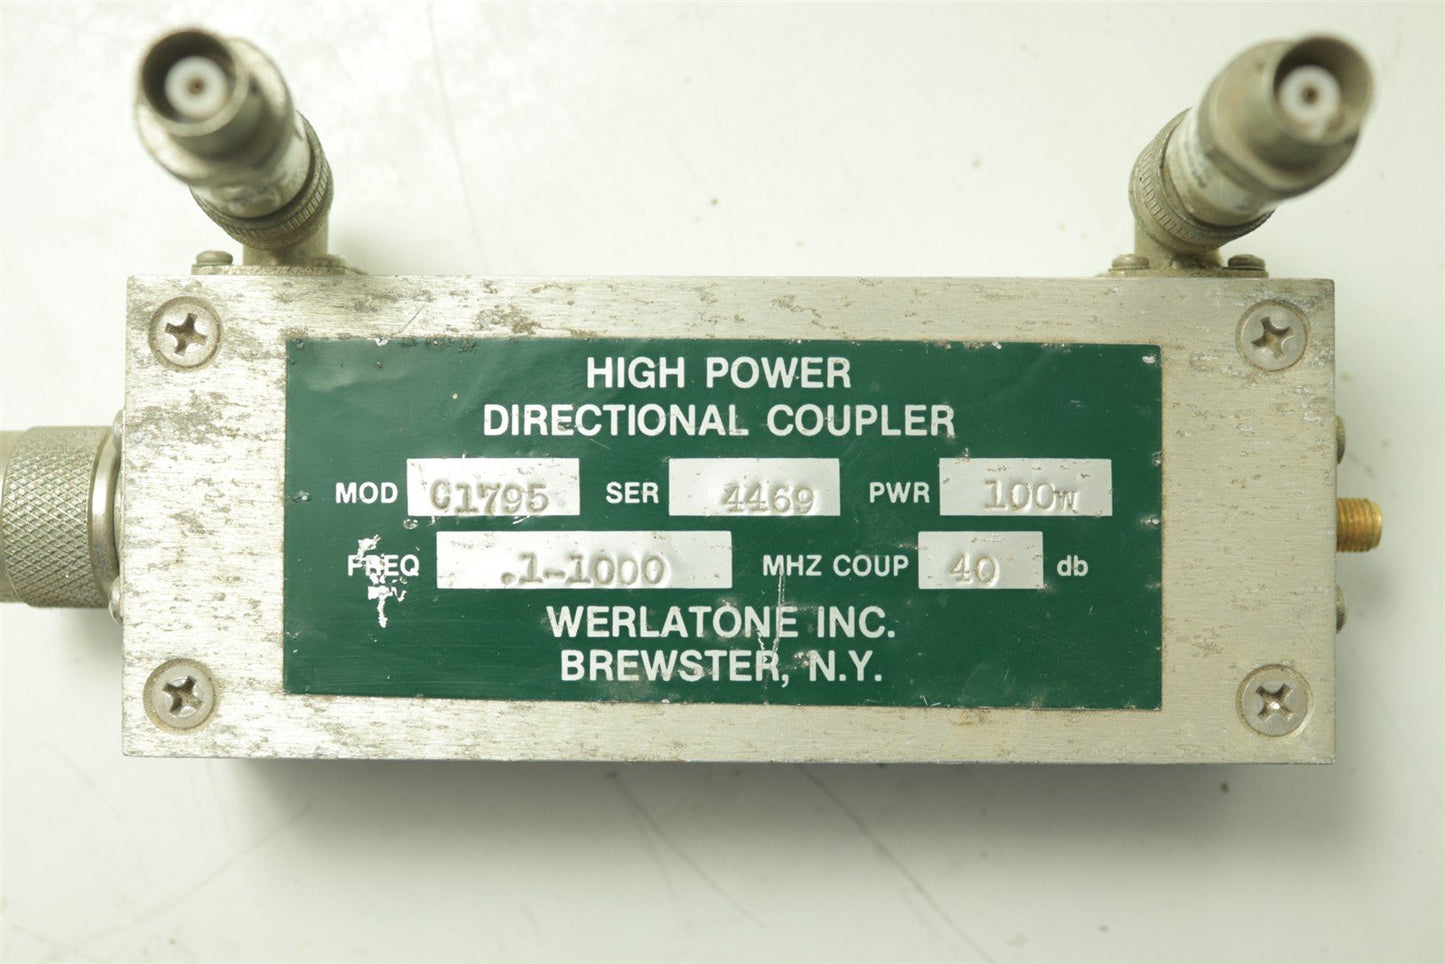 HIGH POWER
DIRECTIONAL COUPLER
MOD C1795 SER 4469 PWR 100W
FREQ .1-1000 MHZ COUP 40 db
WERLATONE INC.
BREWSTER, N.Y.